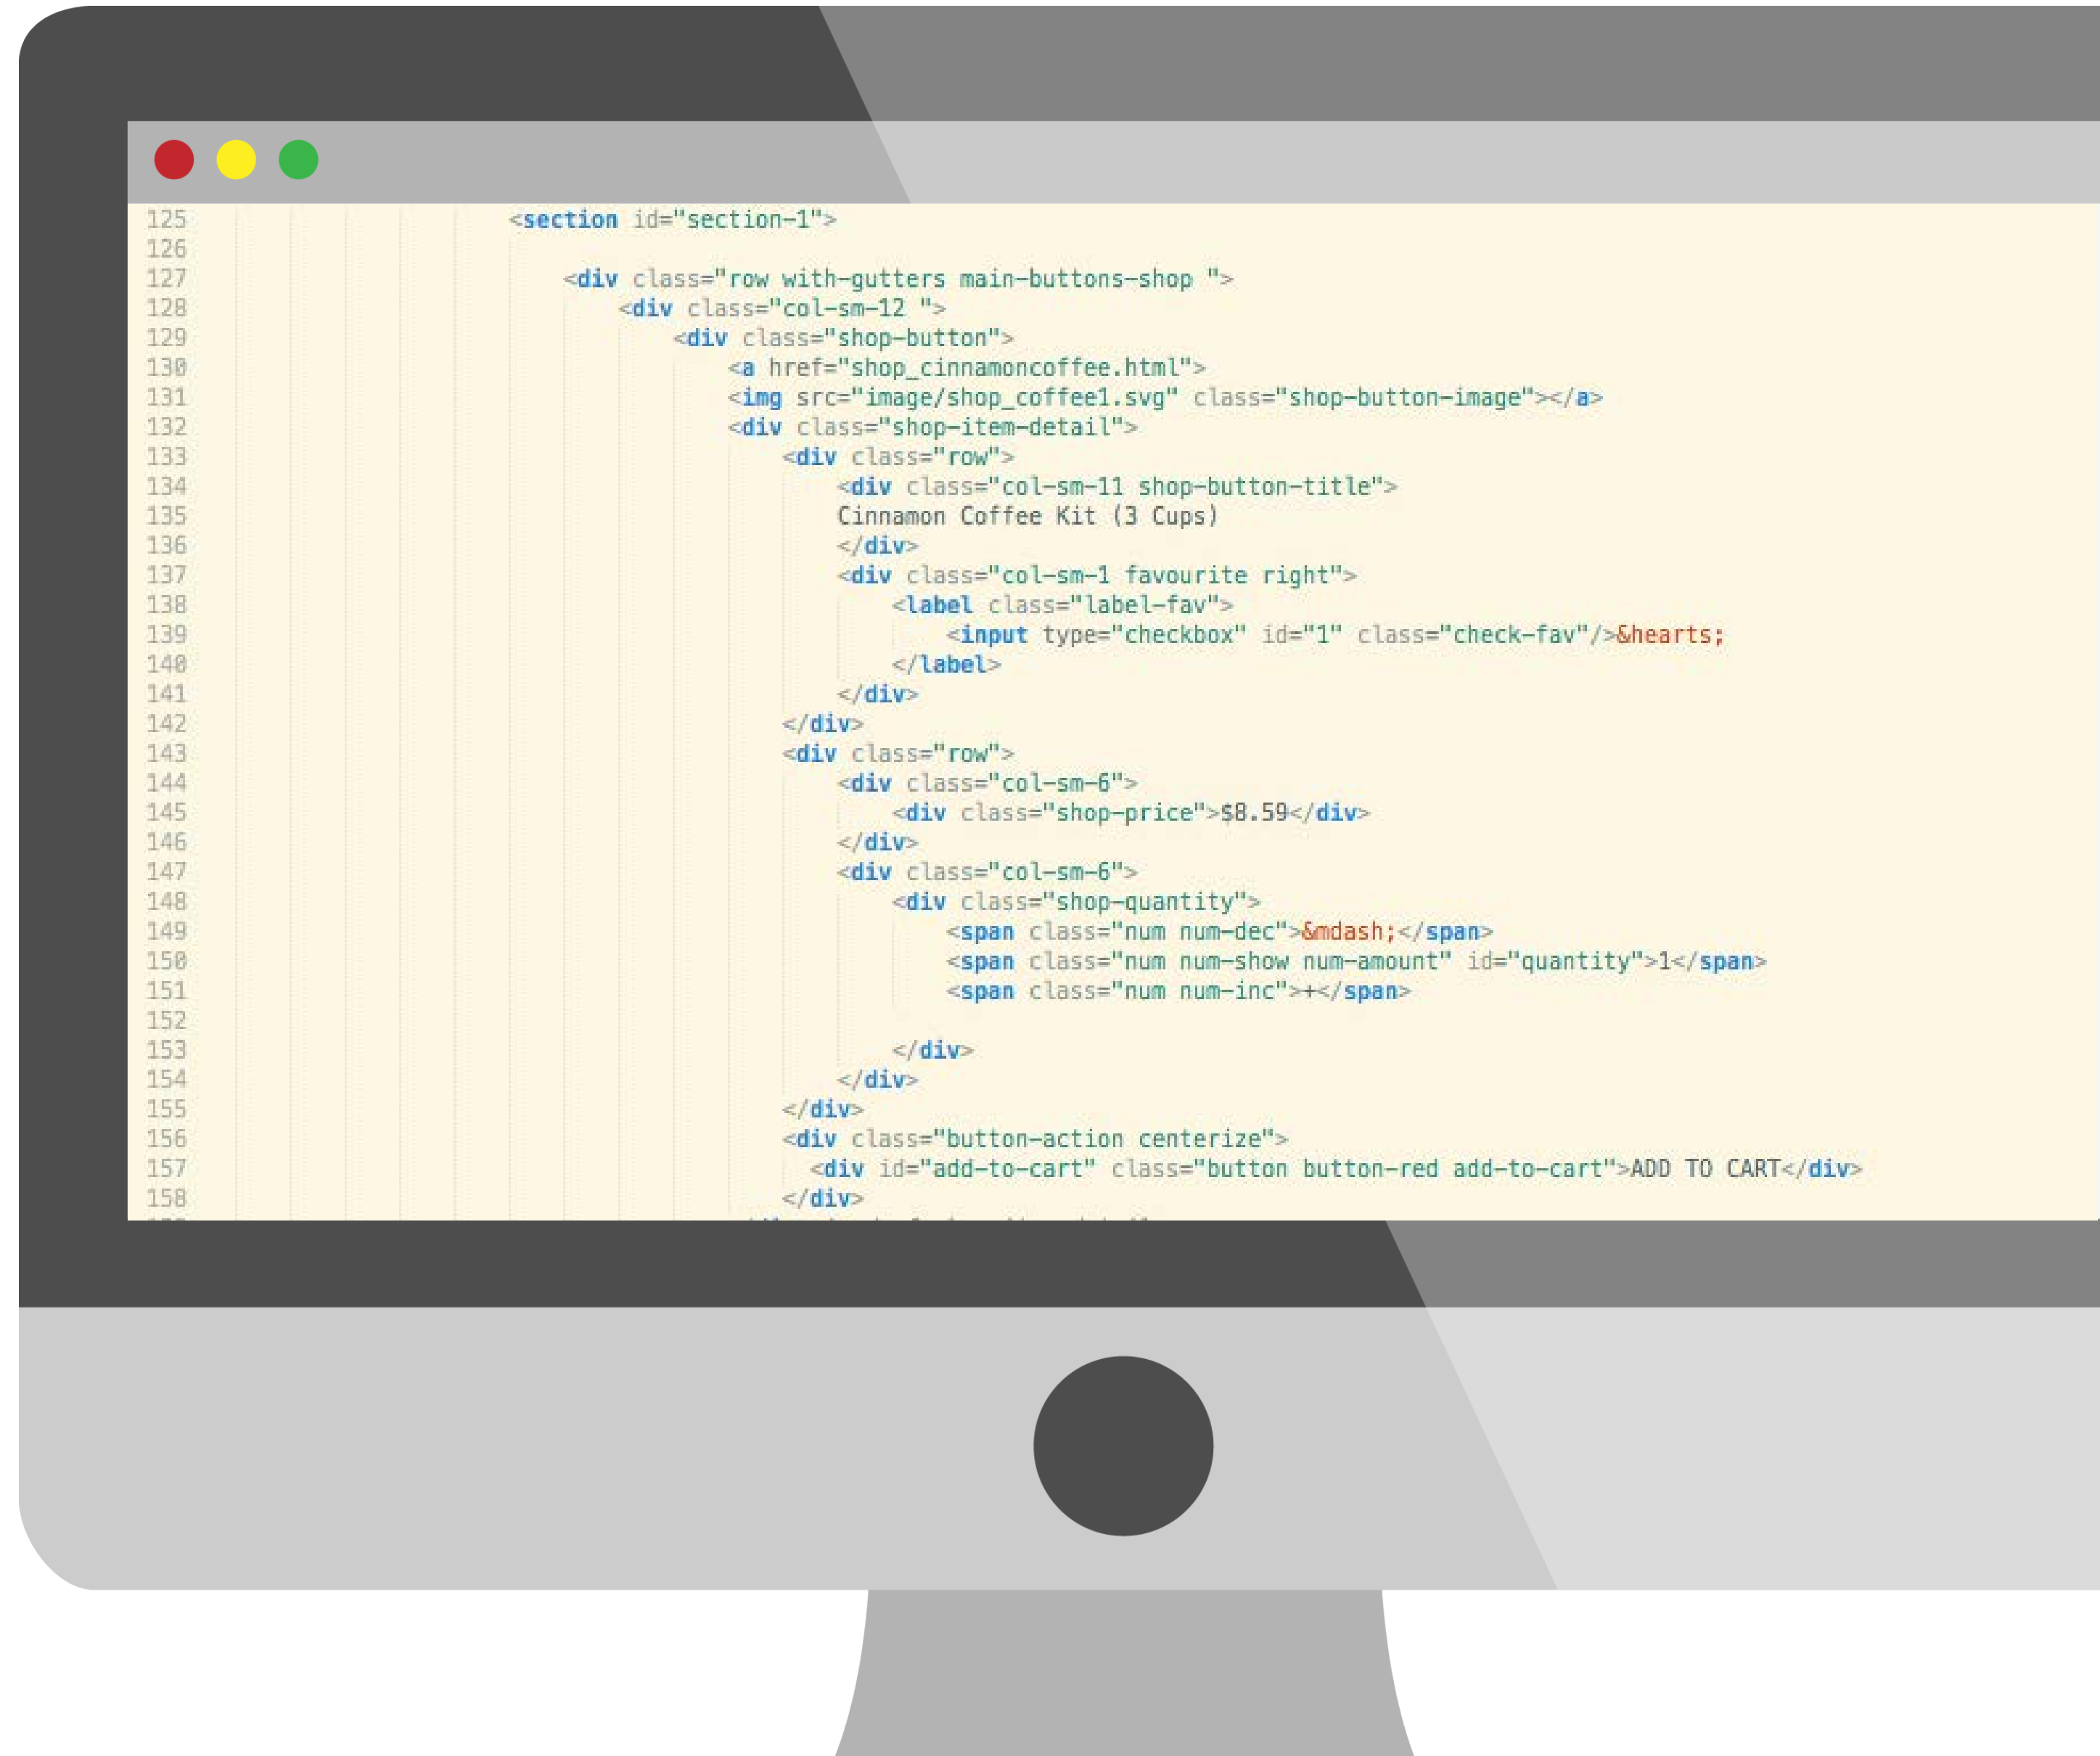 125 <section id="section-1">
126
127 <div class="row with-gutters main-buttons-shop ">
128 <div class="col-sm-12 ">
129 <div class="shop-button">
130 <a href="shop_cinnamoncoffee.html">
131 <img src="image/shop_coffee1.svg" class="shop-button-image"></a>
132 <div class="shop-item-detail">
133 <div class="row">
134 <div class="col-sm-11 shop-button-title">
135 Cinnamon Coffee Kit (3 Cups)
136 </div>
137 <div class="col-sm-1 favourite right">
138 <label class="label-fav">
139 <input type="checkbox" id="1" class="check-fav"/>&hearts;
140 </label>
141 </div>
142 </div>
143 <div class="row">
144 <div class="col-sm-6">
145 <div class="shop-price">$8.59</div>
146 </div>
147 <div class="col-sm-6">
148 <div class="shop-quantity">
149 <span class="num num-dec">&mdash;</span>
150 <span class="num num-show num-amount" id="quantity">1</span>
151 <span class="num num-inc">+</span>
152
153 </div>
154 </div>
155 </div>
156 <div class="button-action centerize">
157 <div id="add-to-cart" class="button button-red add-to-cart">ADD TO CART</div>
158 </div>